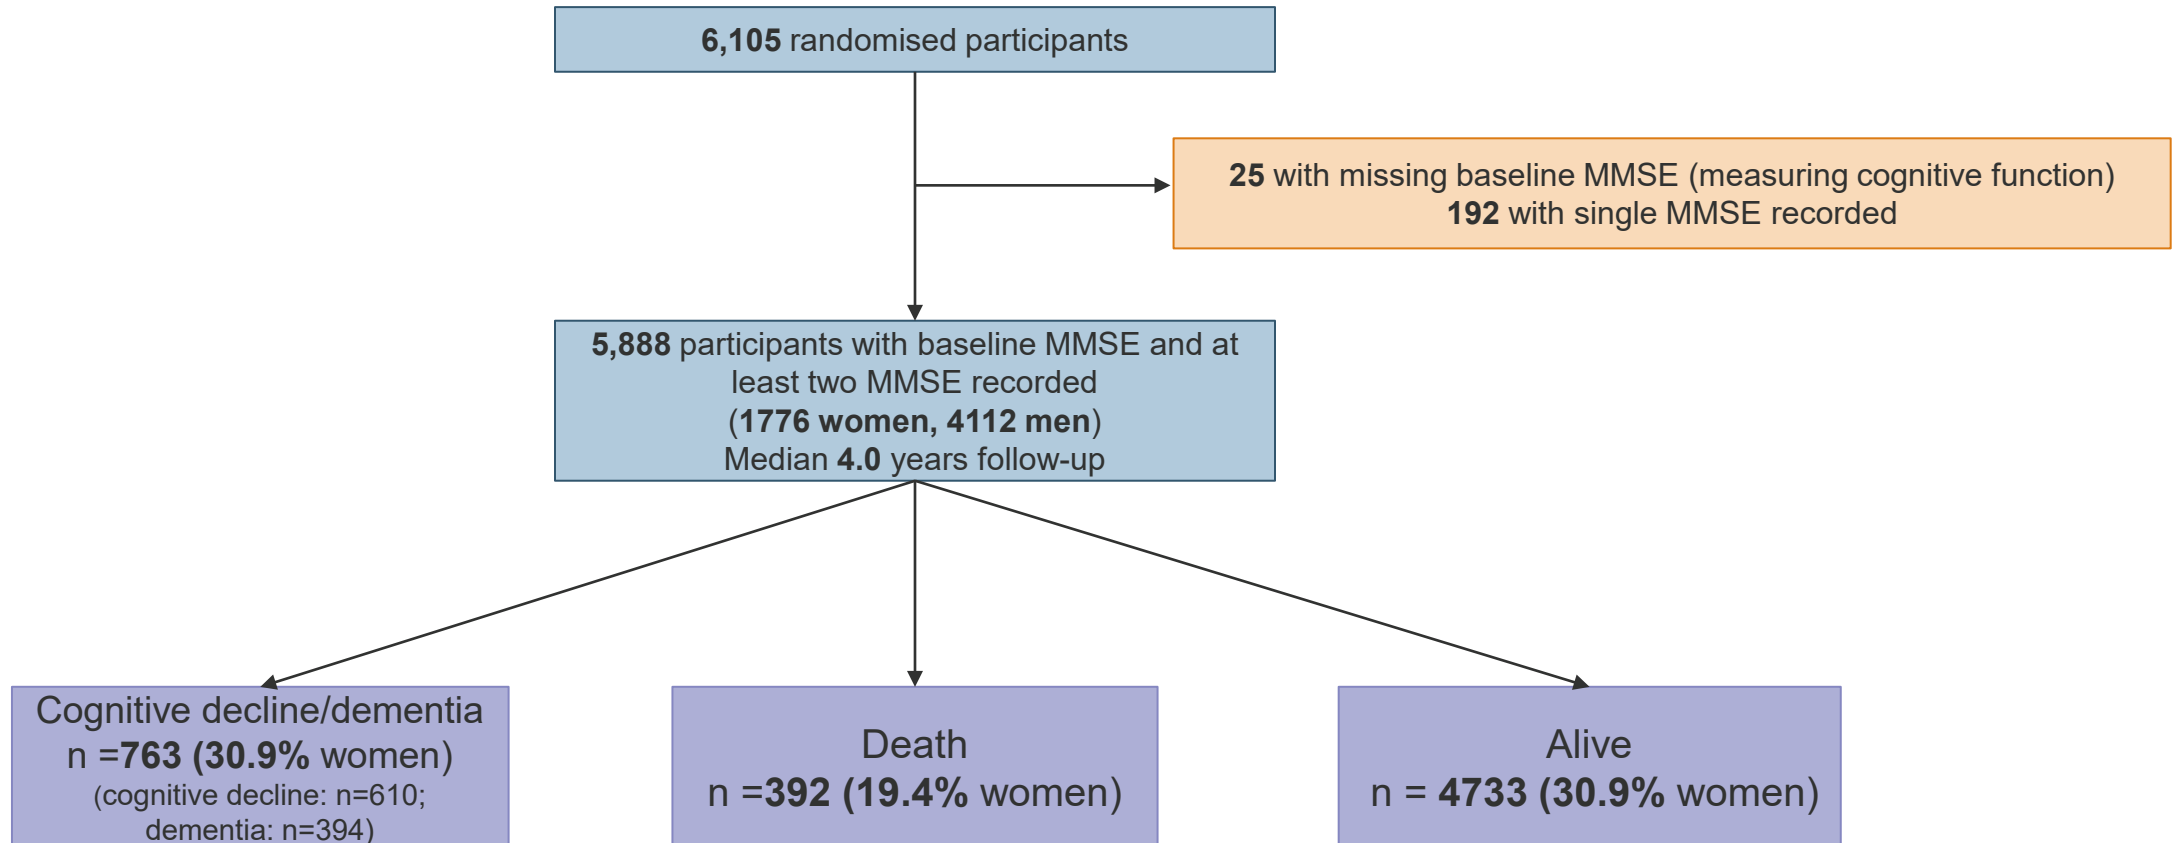 6,105 randomised participants
25 with missing baseline MMSE (measuring cognitive function)
192 with single MMSE recorded
5,888 participants with baseline MMSE and at
least two MMSE recorded
(1776 women, 4112 men)
Median 4.0 years follow-up
Cognitive decline/dementia
n =763 (30.9% women)
(cognitive decline: n=610;
dementia: n=394)
Death
n =392 (19.4% women)
Alive
n = 4733 (30.9% women)